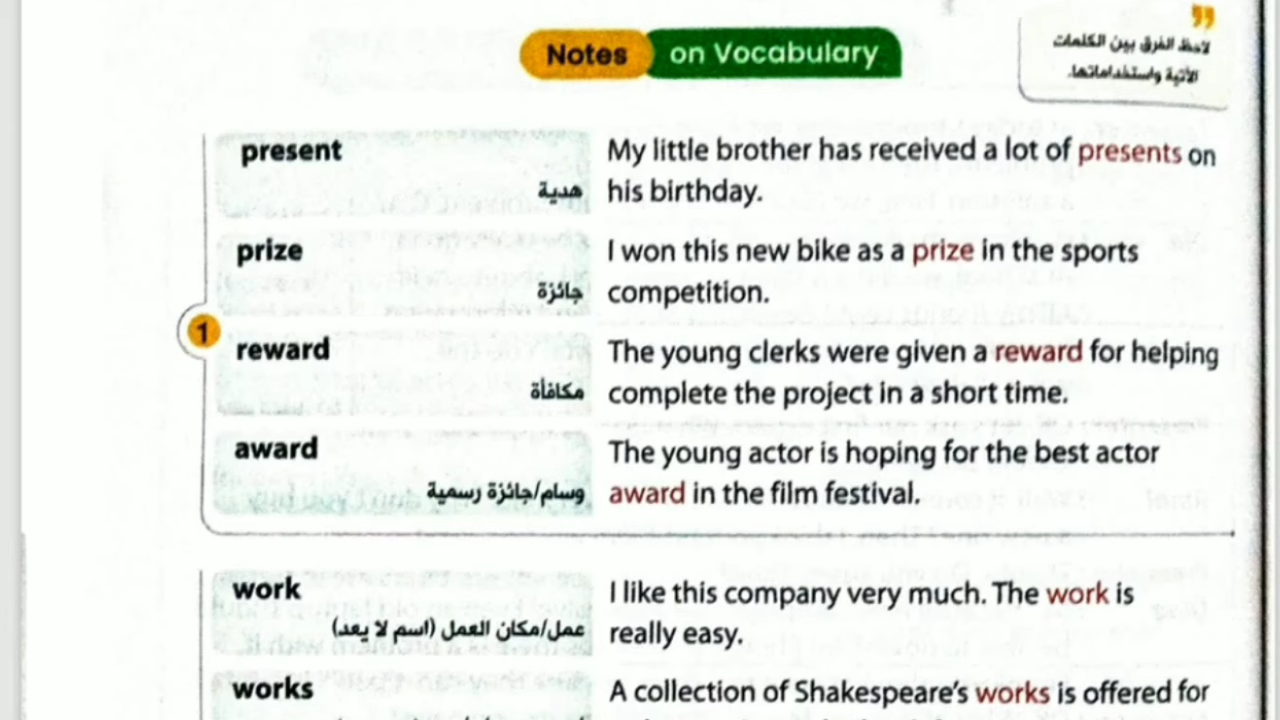 Notes on Vocabulary
لاحظ الفرق بين الكلمات
الآتية واستخداماتها.
present
هدية
My little brother has received a lot of presents on
his birthday.
prize
جائزة
I won this new bike as a prize in the sports
competition.
1
reward
مكافأة
The young clerks were given a reward for helping
complete the project in a short time.
award
وسام/جائزة رسمية
The young actor is hoping for the best actor
award in the film festival.
work
عمل/مكان العمل (اسم لا يعد)
I like this company very much. The work is
really easy.
works
A collection of Shakespeare's works is offered for